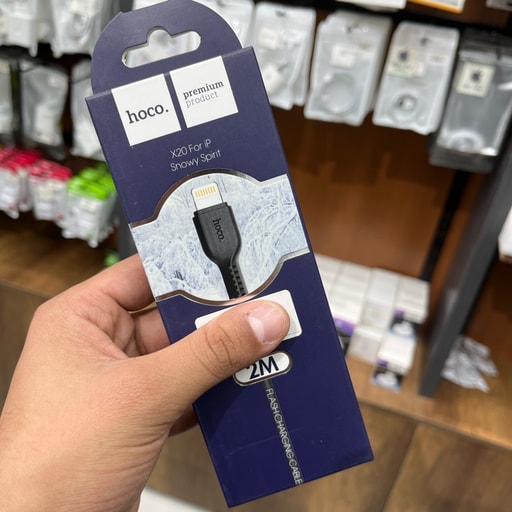 hoco.
premium
product
X20 For iP
Snowy Spirit
hoco.
2M
FLASH CHARGING CABLE